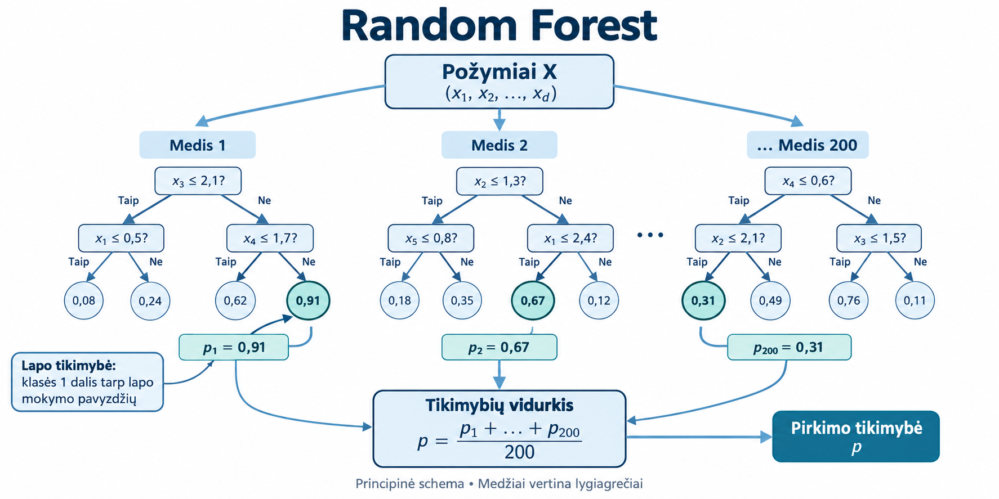 Random Forest
Požymiai X
(x₁, x₂, …, x_d)
Medis 1
Medis 2
… Medis 200
x₃ ≤ 2,1?
x₂ ≤ 1,3?
x₄ ≤ 0,6?
Taip
Ne
Taip
Ne
Taip
Ne
x₁ ≤ 0,5?
x₄ ≤ 1,7?
x₅ ≤ 0,8?
x₁ ≤ 2,4?
…
x₂ ≤ 2,1?
x₃ ≤ 1,5?
Taip
Ne
Taip
Ne
Taip
Ne
Taip
Ne
Taip
Ne
Taip
Ne
0,08
0,24
0,62
0,91
0,18
0,35
0,67
0,12
0,31
0,49
0,76
0,11
p₁ = 0,91
p₂ = 0,67
p₂₀₀ = 0,31
Lapo tikimybė:
klasės 1 dalis tarp lapo
mokymo pavyzdžių
Tikimybių vidurkis
p = (p₁ + … + p₂₀₀) / 200
Pirkimo tikimybė
p
Principinė schema • Medžiai vertina lygiagrečiai